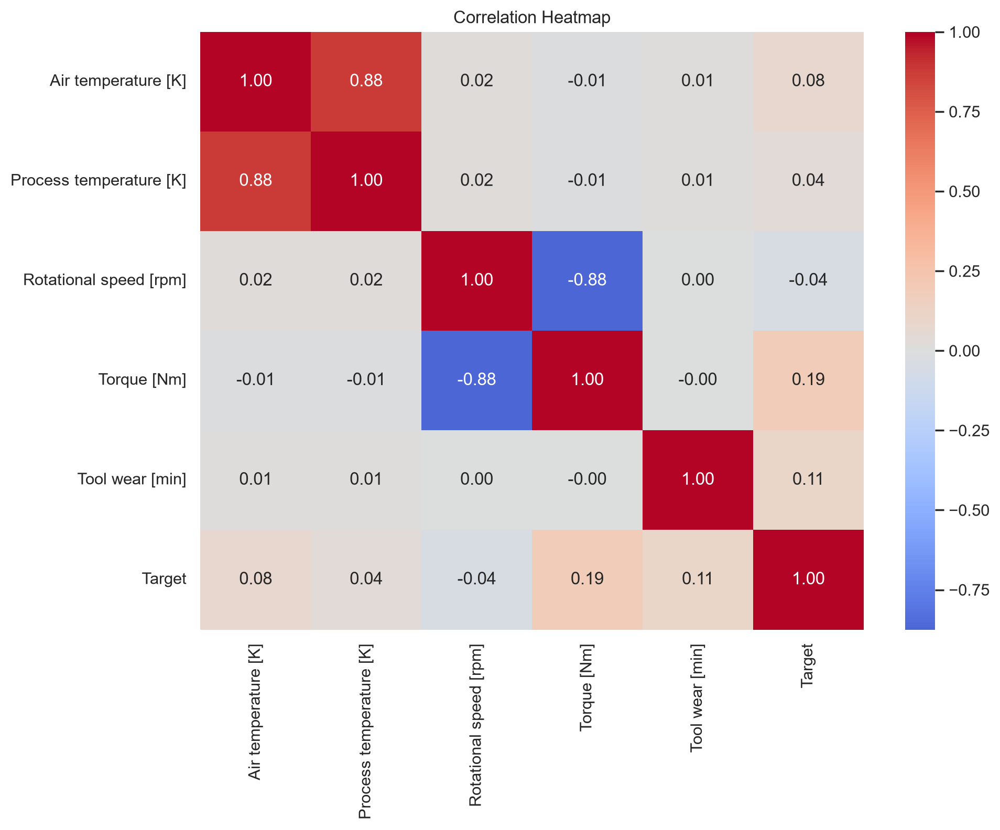 Correlation Heatmap
Air temperature [K] 1.00 0.88 0.02 -0.01 0.01 0.08
Process temperature [K] 0.88 1.00 0.02 -0.01 0.01 0.04
Rotational speed [rpm] 0.02 0.02 1.00 -0.88 0.00 -0.04
Torque [Nm] -0.01 -0.01 -0.88 1.00 -0.00 0.19
Tool wear [min] 0.01 0.01 0.00 -0.00 1.00 0.11
Target 0.08 0.04 -0.04 0.19 0.11 1.00
Air temperature [K]
Process temperature [K]
Rotational speed [rpm]
Torque [Nm]
Tool wear [min]
Target
1.00
0.75
0.50
0.25
0.00
−0.25
−0.50
−0.75